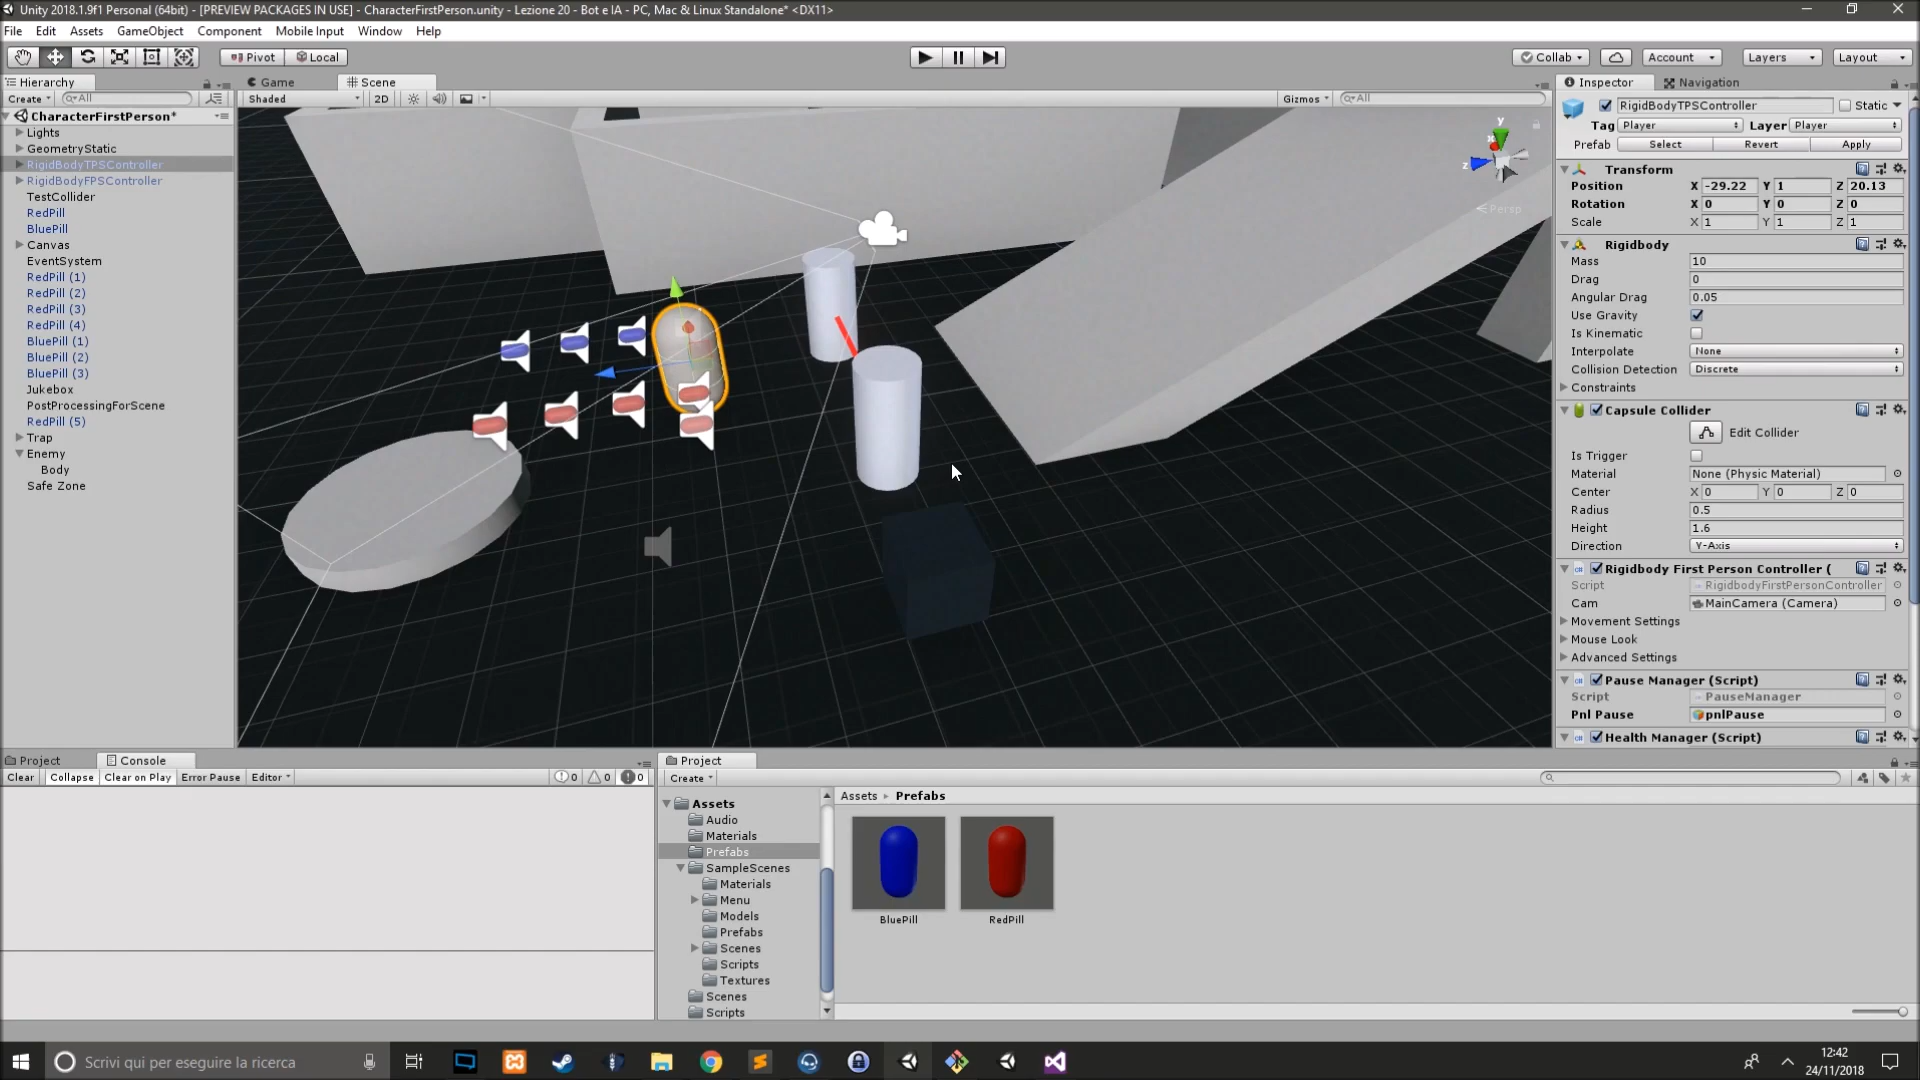 Unity 2018.1.9f1 Personal (64bit) - [PREVIEW PACKAGES IN USE] - CharacterFirstPerson.unity - Lezione 20 - Bot e IA - PC, Mac & Linux Standalone* <DX11>
File Edit Assets GameObject Component Mobile Input Window Help
Pivot Local Collab Account Layers Layout
Hierarchy
Create All
CharacterFirstPerson*
Lights
GeometryStatic
RigidBodyTPSController
RigidBodyFPSController
TestCollider
RedPill
BluePill
Canvas
EventSystem
RedPill (1)
RedPill (2)
RedPill (3)
RedPill (4)
BluePill (1)
BluePill (2)
BluePill (3)
Jukebox
PostProcessingForScene
RedPill (5)
Trap
Enemy
Body
Safe Zone
Game Scene
Shaded 2D Gizmos All
y
x
z
Persp
Inspector Navigation
RigidBodyTPSController Static
Tag Player Layer Player
Prefab Select Revert Apply
Transform
Position X -29.22 Y 1 Z 20.13
Rotation X 0 Y 0 Z 0
Scale X 1 Y 1 Z 1
Rigidbody
Mass 10
Drag 0
Angular Drag 0.05
Use Gravity
Is Kinematic
Interpolate None
Collision Detection Discrete
Constraints
Capsule Collider
Edit Collider
Is Trigger
Material None (Physic Material)
Center X 0 Y 0 Z 0
Radius 0.5
Height 1.6
Direction Y-Axis
Rigidbody First Person Controller (
Script RigidbodyFirstPersonController
Cam MainCamera (Camera)
Movement Settings
Mouse Look
Advanced Settings
Pause Manager (Script)
Script PauseManager
Pnl Pause pnlPause
Health Manager (Script)
Project Console
Clear Collapse Clear on Play Error Pause Editor 0 0 0
Project
Create
Assets
Audio
Materials
Prefabs
SampleScenes
Materials
Menu
Models
Prefabs
Scenes
Scripts
Textures
Scenes
Scripts
Assets Prefabs
BluePill RedPill
Scrivi qui per eseguire la ricerca
12:42
24/11/2018